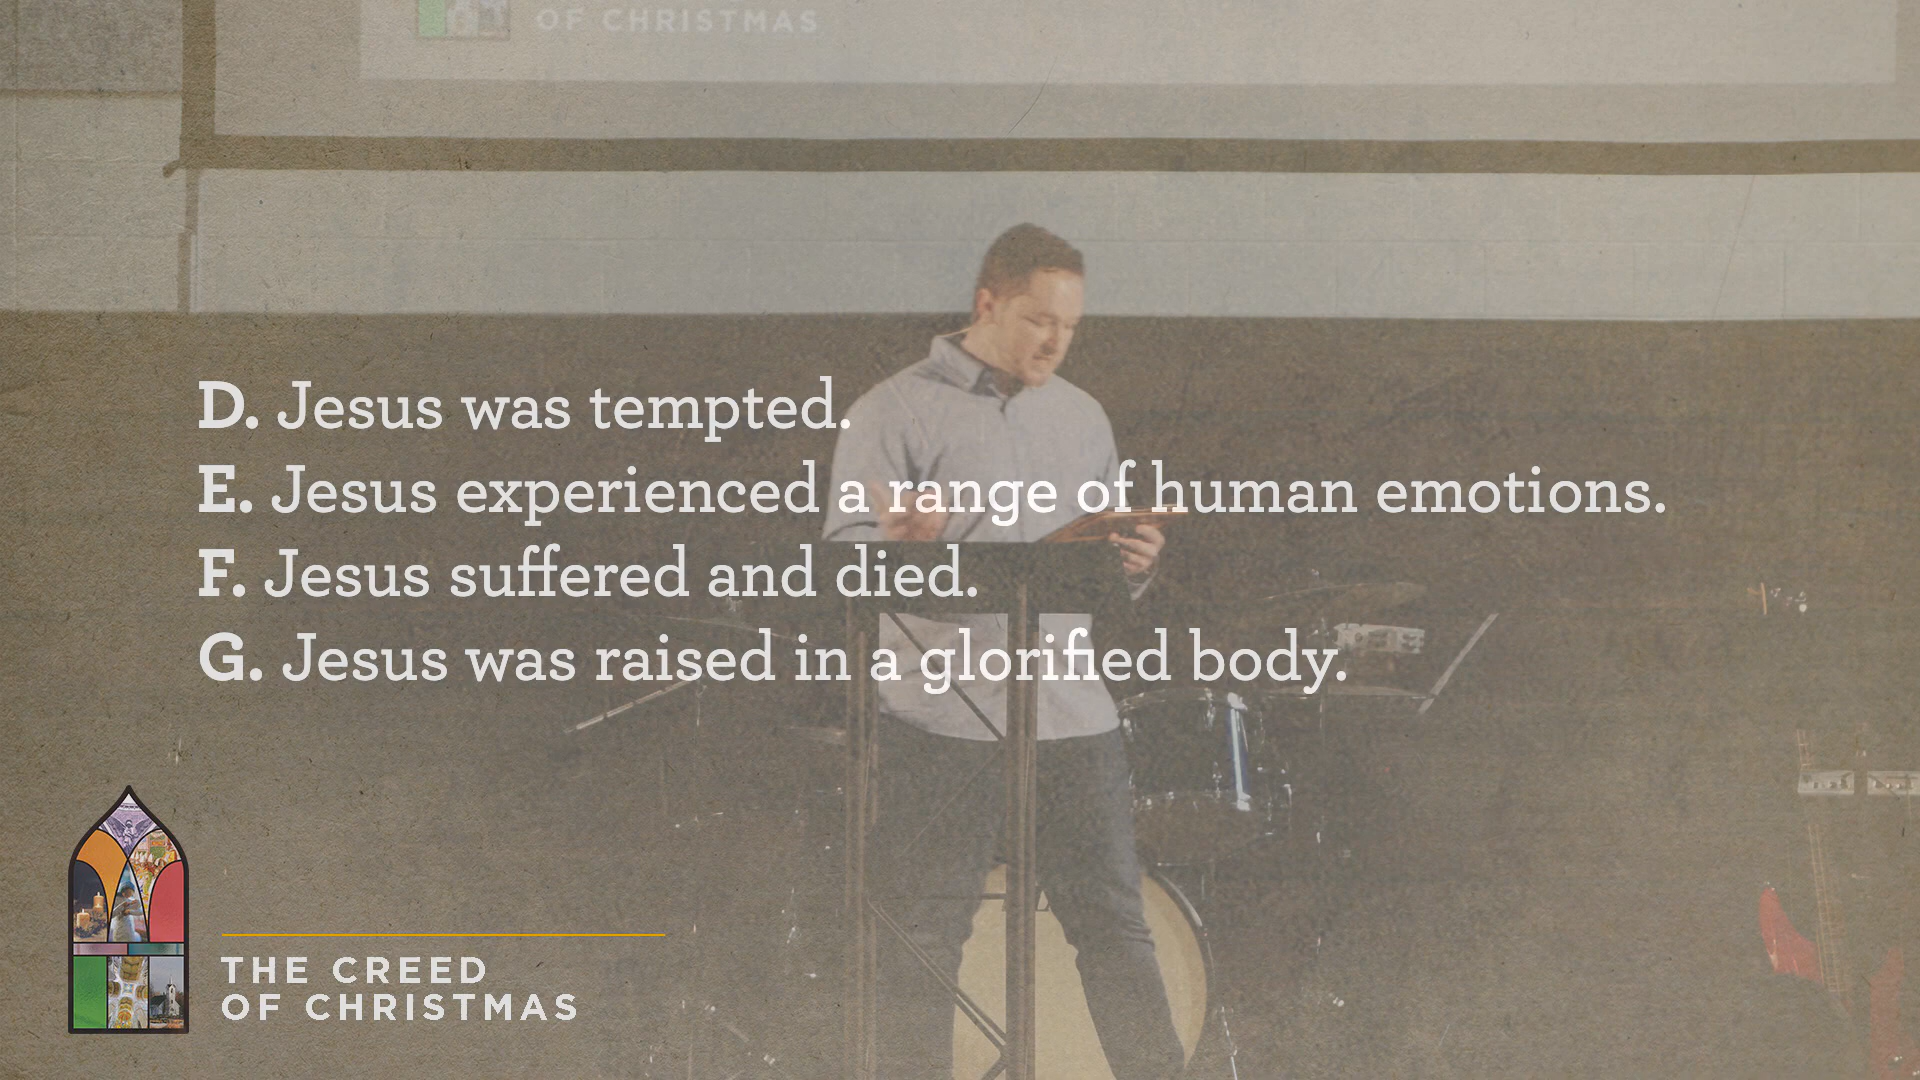 OF CHRISTMAS
D. Jesus was tempted.
E. Jesus experienced a range of human emotions.
F. Jesus suffered and died.
G. Jesus was raised in a glorified body.
THE CREED
OF CHRISTMAS